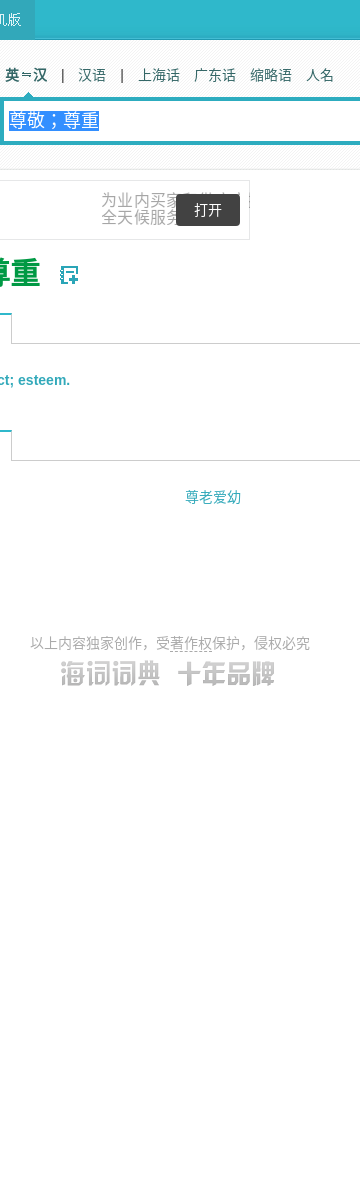 机版
英 汉 | 汉语 | 上海话 广东话 缩略语 人名
尊敬；尊重
为业内买家
全天候服务
打开
尊重
ct; esteem.
尊老爱幼
以上内容独家创作，受著作权保护，侵权必究
海词词典 十年品牌